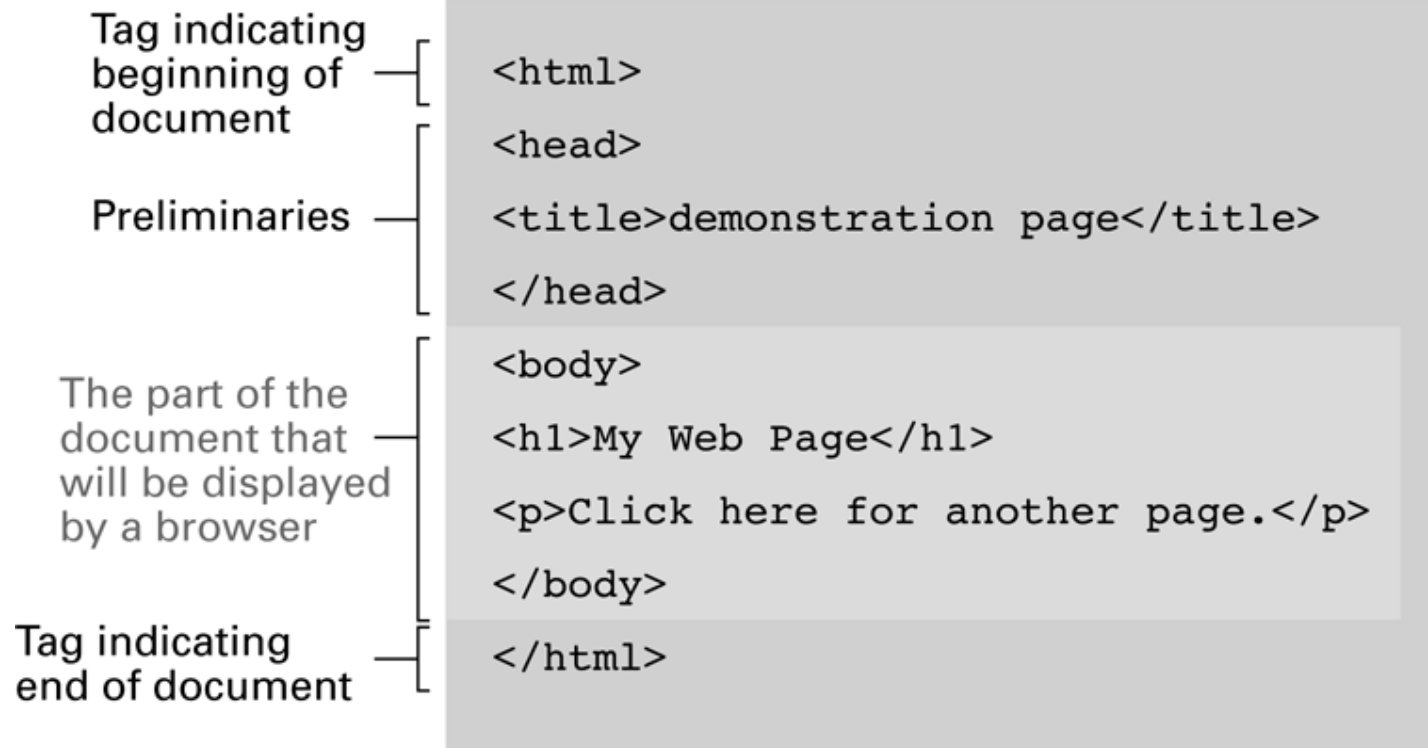 Tag indicating
beginning of
document
<html>
Preliminaries
<head>
<title>demonstration page</title>
</head>
The part of the
document that
will be displayed
by a browser
<body>
<h1>My Web Page</h1>
<p>Click here for another page.</p>
</body>
Tag indicating
end of document
</html>